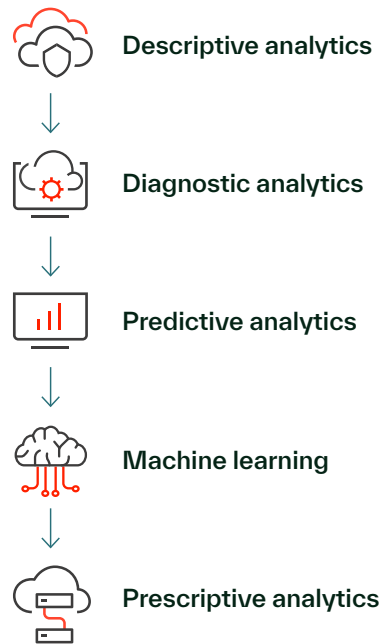 Descriptive analytics
Diagnostic analytics
Predictive analytics
Machine learning
Prescriptive analytics